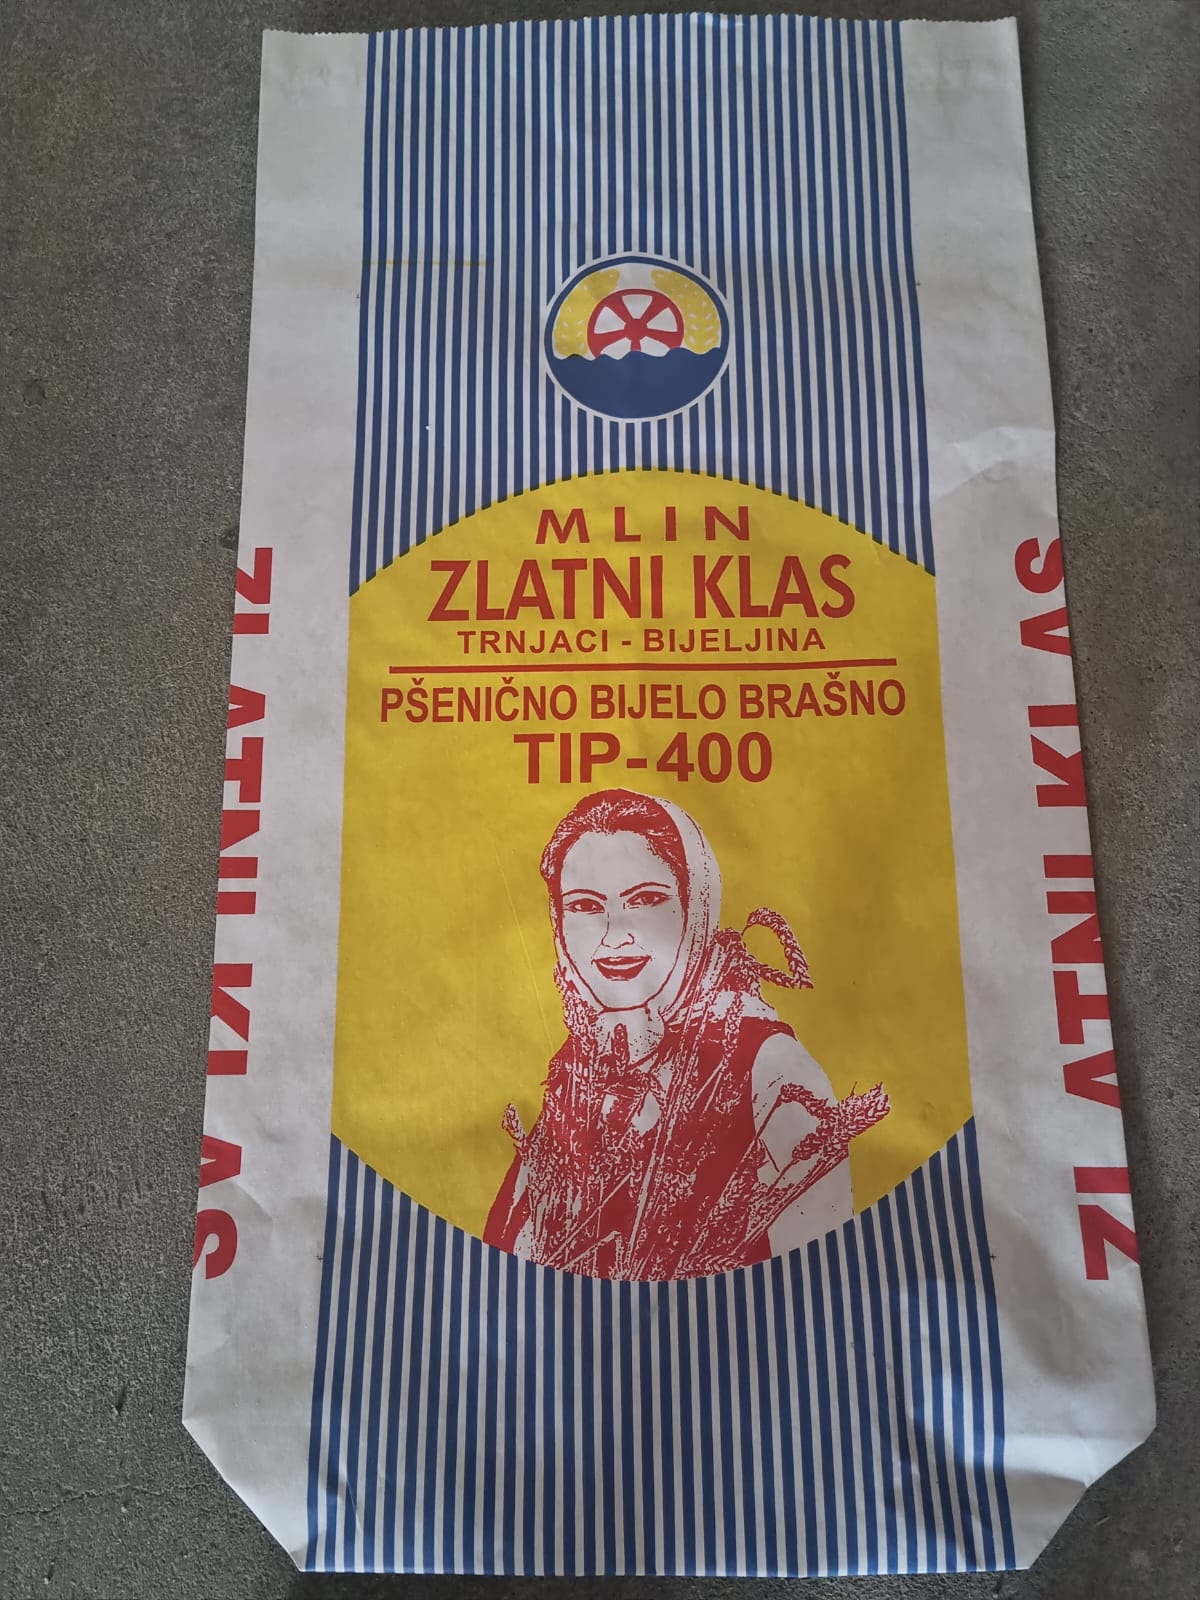 MLIN
ZLATNI KLAS
TRNJACI - BIJELJINA
PŠENIČNO BIJELO BRAŠNO
TIP-400
ZLATNI KLAS
ZLATNI KLAS